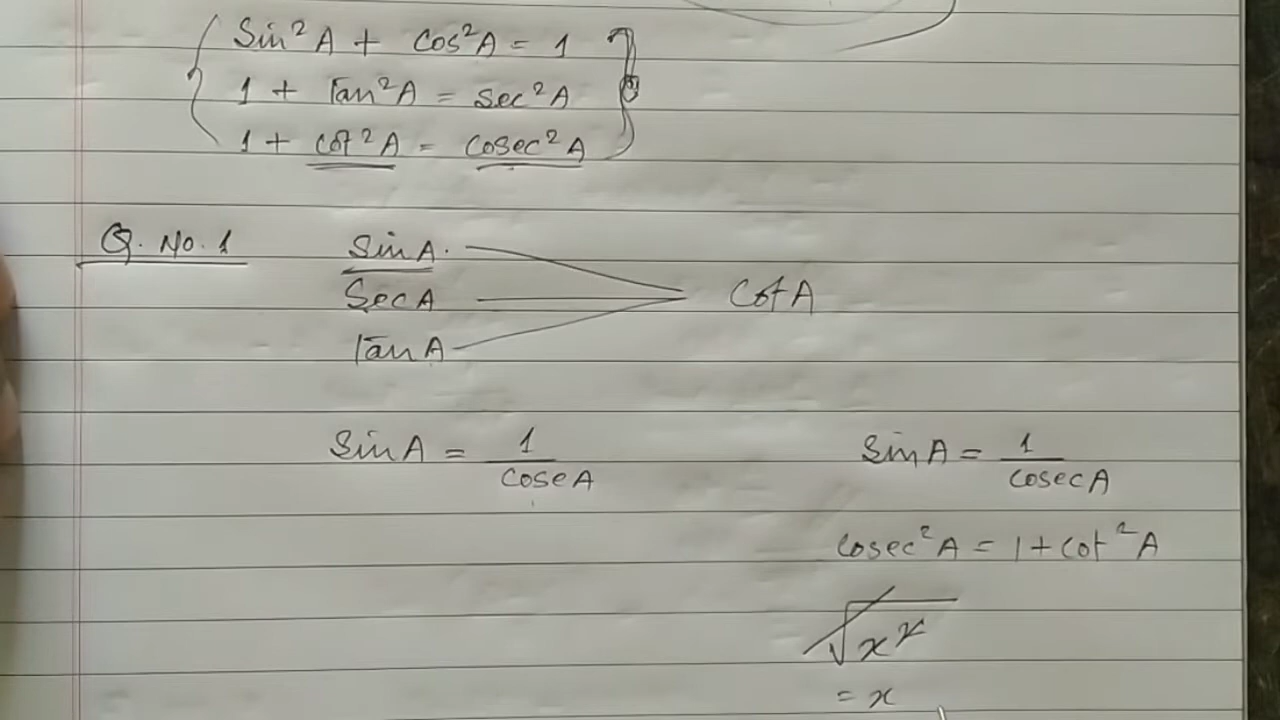 Sin²A + Cos²A = 1
1 + Tan²A = Sec²A
1 + Cot²A = Cosec²A
Q. No. 1
SinA.
SecA
TanA
CotA
SinA = 1/CoseA
SinA = 1/CosecA
Cosec²A = 1+Cot²A
√x²
= x